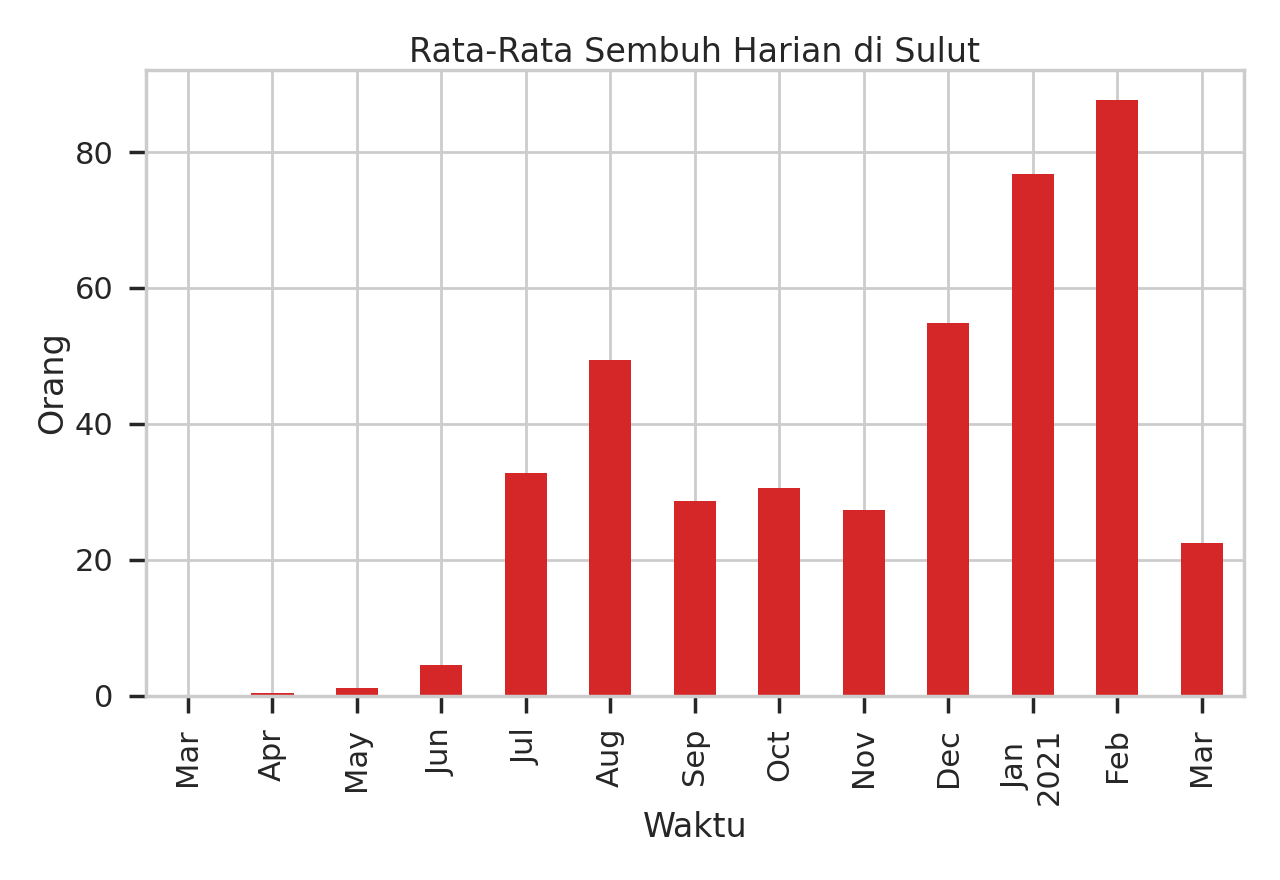 Rata-Rata Sembuh Harian di Sulut
80
60
40
20
0
Orang
Mar
Apr
May
Jun
Jul
Aug
Sep
Oct
Nov
Dec
Jan
2021
Feb
Mar
Waktu